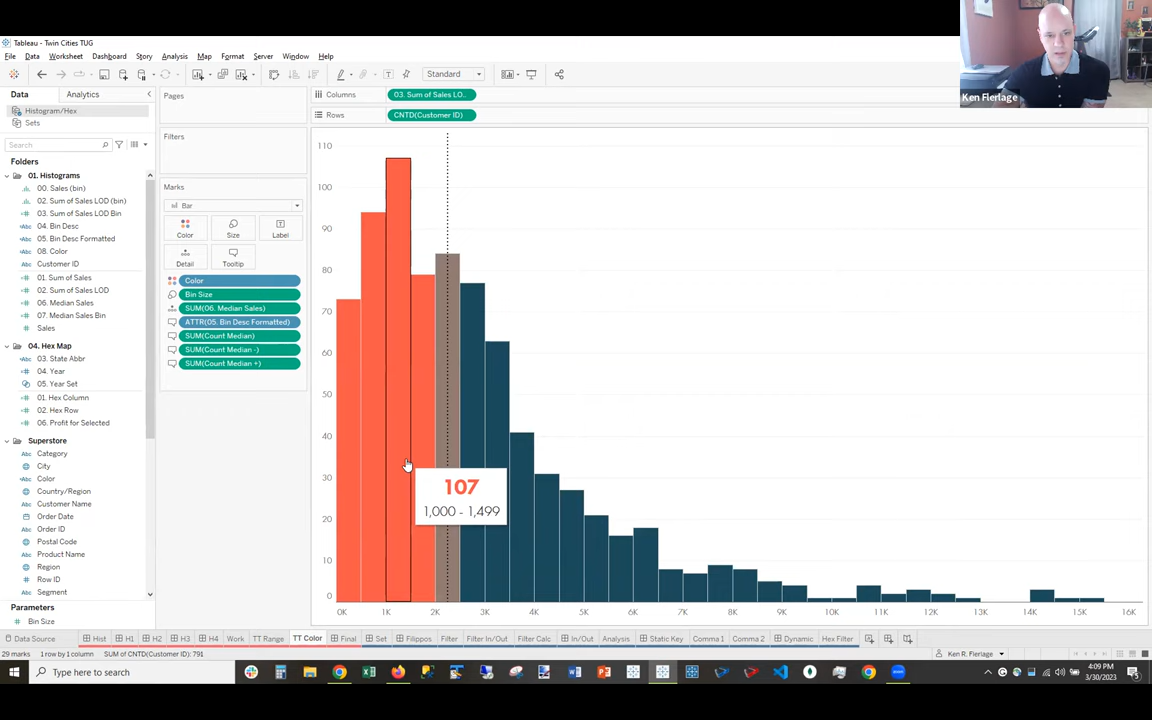 Tableau - Twin Cities TUG
File Data Worksheet Dashboard Story Analysis Map Format Server Window Help
Standard
Data Analytics
Histogram/Hex
Sets
Search
Folders
01. Histograms
00. Sales (bin)
02. Sum of Sales LOD (bin)
03. Sum of Sales LOD Bin
04. Bin Desc
05. Bin Desc Formatted
08. Color
Customer ID
01. Sum of Sales
02. Sum of Sales LOD
06. Median Sales
07. Median Sales Bin
Sales
04. Hex Map
03. State Abbr
04. Year
05. Year Set
01. Hex Column
02. Hex Row
06. Profit for Selected
Superstore
Category
City
Color
Country/Region
Customer Name
Order Date
Order ID
Postal Code
Product Name
Region
Row ID
Segment
Parameters
Bin Size
Pages
Filters
Marks
Bar
Color Size Label
Detail Tooltip
Color
Bin Size
SUM(06. Median Sales)
ATTR(05. Bin Desc Formatted)
SUM(Count Median)
SUM(Count Median -)
SUM(Count Median +)
Columns 03. Sum of Sales LO..
Rows CNTD(Customer ID)
110
100
90
80
70
60
50
40
30
20
10
0
0K 1K 2K 3K 4K 5K 6K 7K 8K 9K 10K 11K 12K 13K 14K 15K 16K
107
1,000 - 1,499
Ken Flerlage
Data Source Hist H1 H2 H3 H4 Work TT Range TT Color Final Set Filippos Filter Filter In/Out Filter Calc In/Out Analysis Static Key Comma 1 Comma 2 Dynamic Hex Filter
29 marks 1 row by 1 column SUM of CNTD(Customer ID): 791 Ken R. Flerlage
Type here to search
4:09 PM
3/30/2023